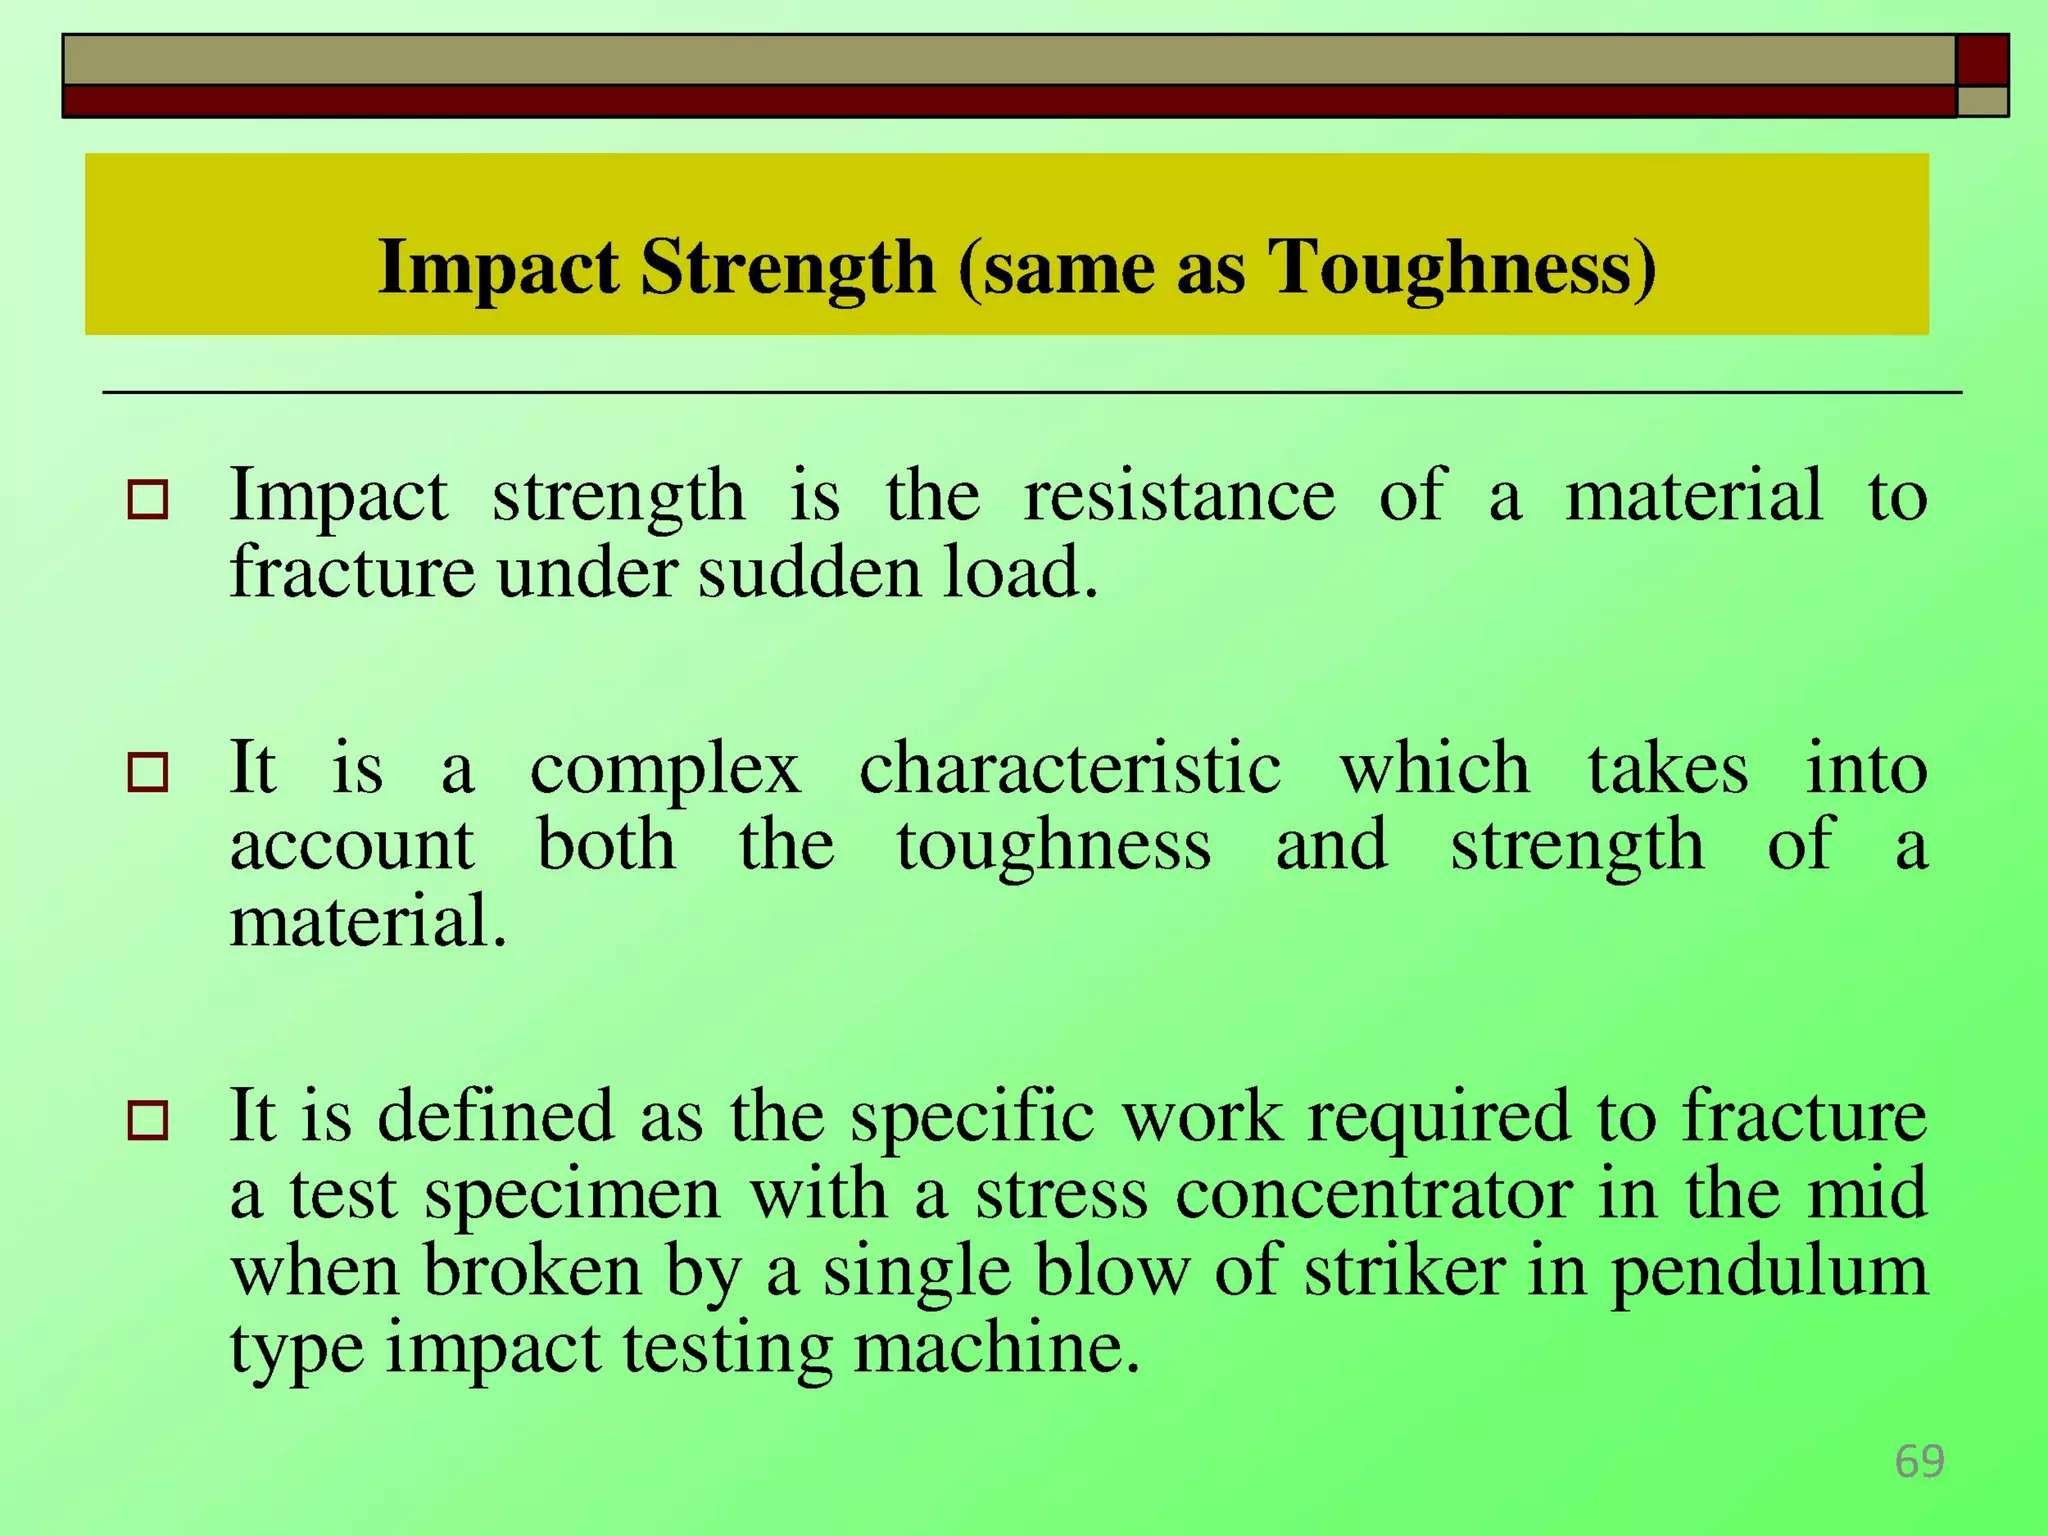 Impact Strength (same as Toughness)
Impact strength is the resistance of a material to
fracture under sudden load.
It is a complex characteristic which takes into
account both the toughness and strength of a
material.
It is defined as the specific work required to fracture
a test specimen with a stress concentrator in the mid
when broken by a single blow of striker in pendulum
type impact testing machine.
69